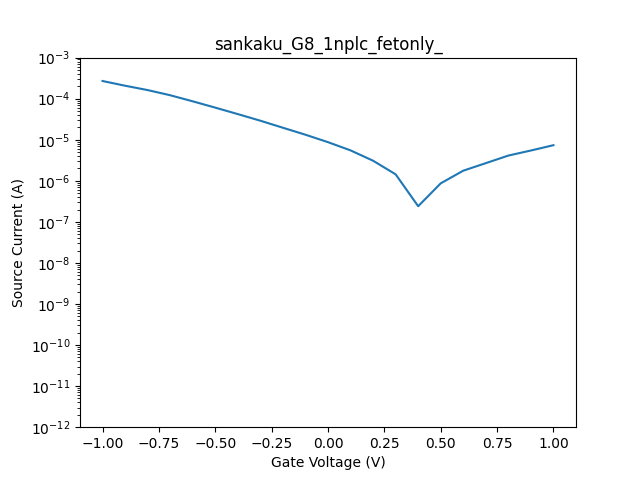 sankaku_G8_1nplc_fetonly_
Source Current (A)
10⁻³
10⁻⁴
10⁻⁵
10⁻⁶
10⁻⁷
10⁻⁸
10⁻⁹
10⁻¹⁰
10⁻¹¹
10⁻¹²
−1.00 −0.75 −0.50 −0.25 0.00 0.25 0.50 0.75 1.00
Gate Voltage (V)